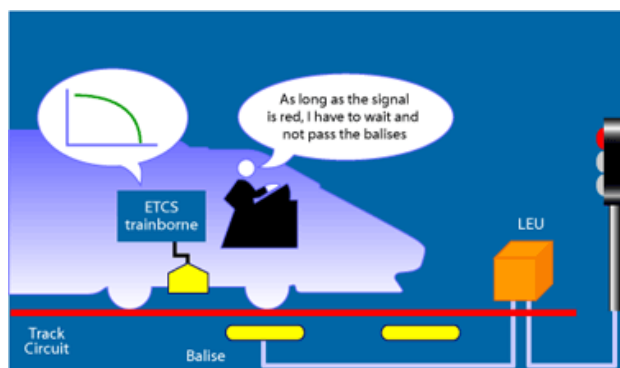 As long as the signal
is red, I have to wait and
not pass the balises
ETCS
trainborne
LEU
Track
Circuit
Balise